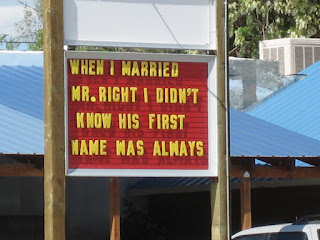 WHEN I MARRIED
MR. RIGHT I DIDN'T
KNOW HIS FIRST
NAME WAS ALWAYS